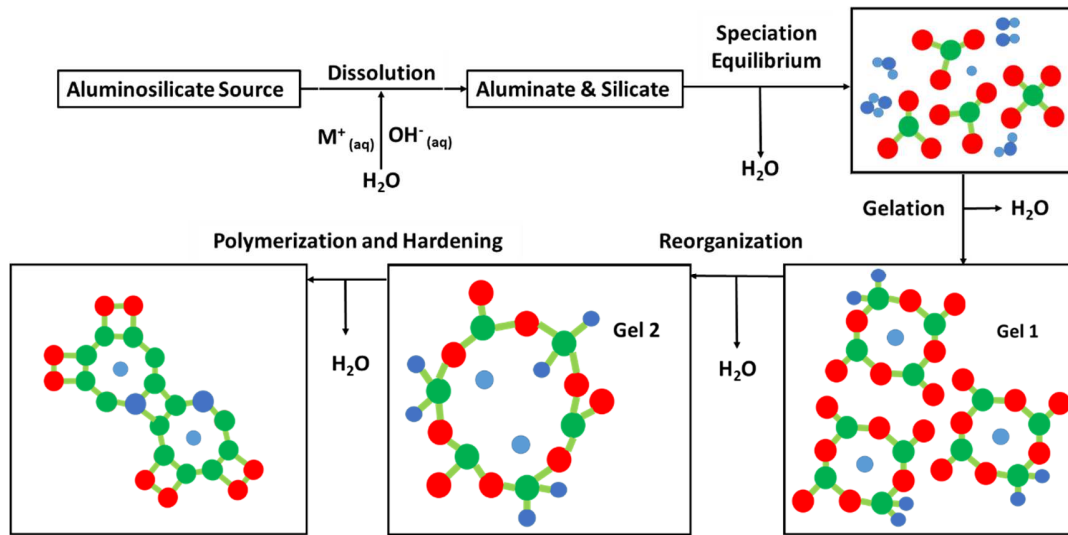 Aluminosilicate Source
Dissolution
M⁺ (aq) OH⁻ (aq)
H₂O
Aluminate & Silicate
Speciation
Equilibrium
H₂O
Gelation
H₂O
Gel 1
Reorganization
H₂O
Gel 2
Polymerization and Hardening
H₂O